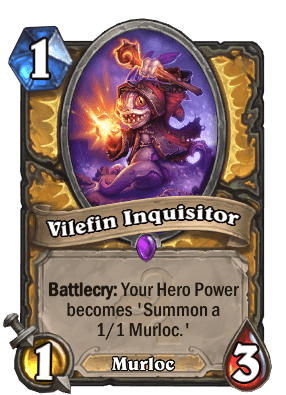 1
Vilefin Inquisitor
Battlecry: Your Hero Power
becomes 'Summon a
1/1 Murloc.'
1
Murloc
3